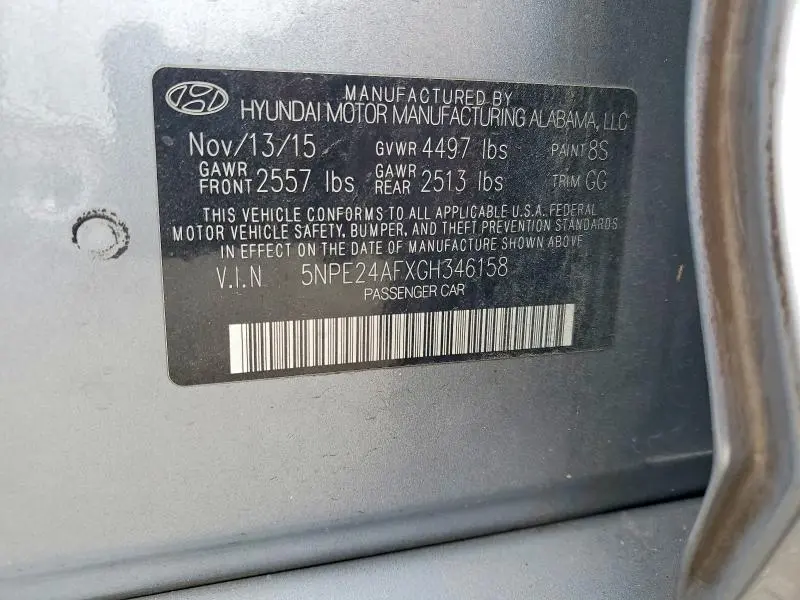 MANUFACTURED BY
HYUNDAI MOTOR MANUFACTURING ALABAMA, LLC
Nov/13/15 GVWR 4497 lbs PAINT 8S
GAWR FRONT 2557 lbs GAWR REAR 2513 lbs TRIM GG
THIS VEHICLE CONFORMS TO ALL APPLICABLE U.S.A. FEDERAL
MOTOR VEHICLE SAFETY, BUMPER, AND THEFT PREVENTION STANDARDS
IN EFFECT ON THE DATE OF MANUFACTURE SHOWN ABOVE.
V.I.N 5NPE24AFXGH346158
PASSENGER CAR